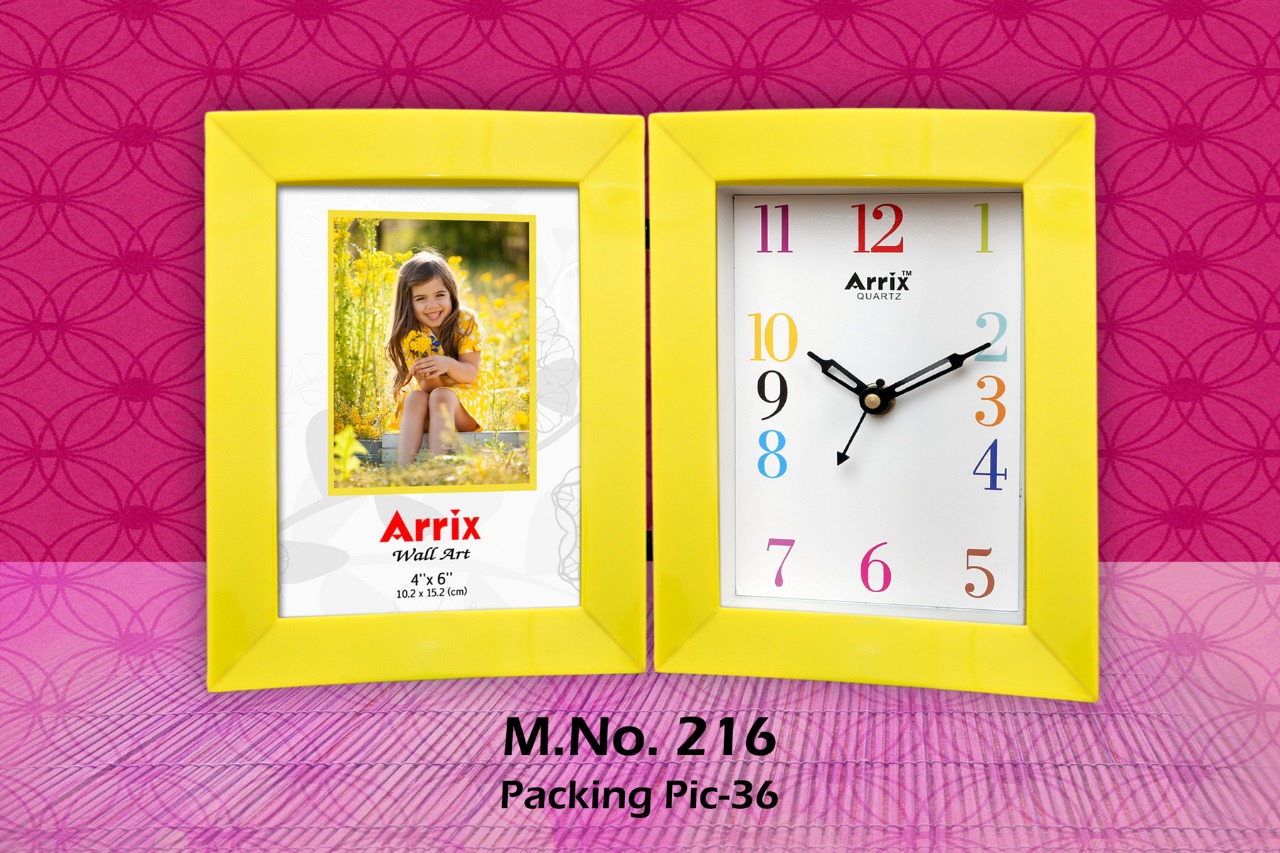 Arrix
Wall Art
4''x 6''
10.2 x 15.2 (cm)
11 12 1
Arrix™
QUARTZ
10 2
9 3
8 4
7 6 5
M.No. 216
Packing Pic-36